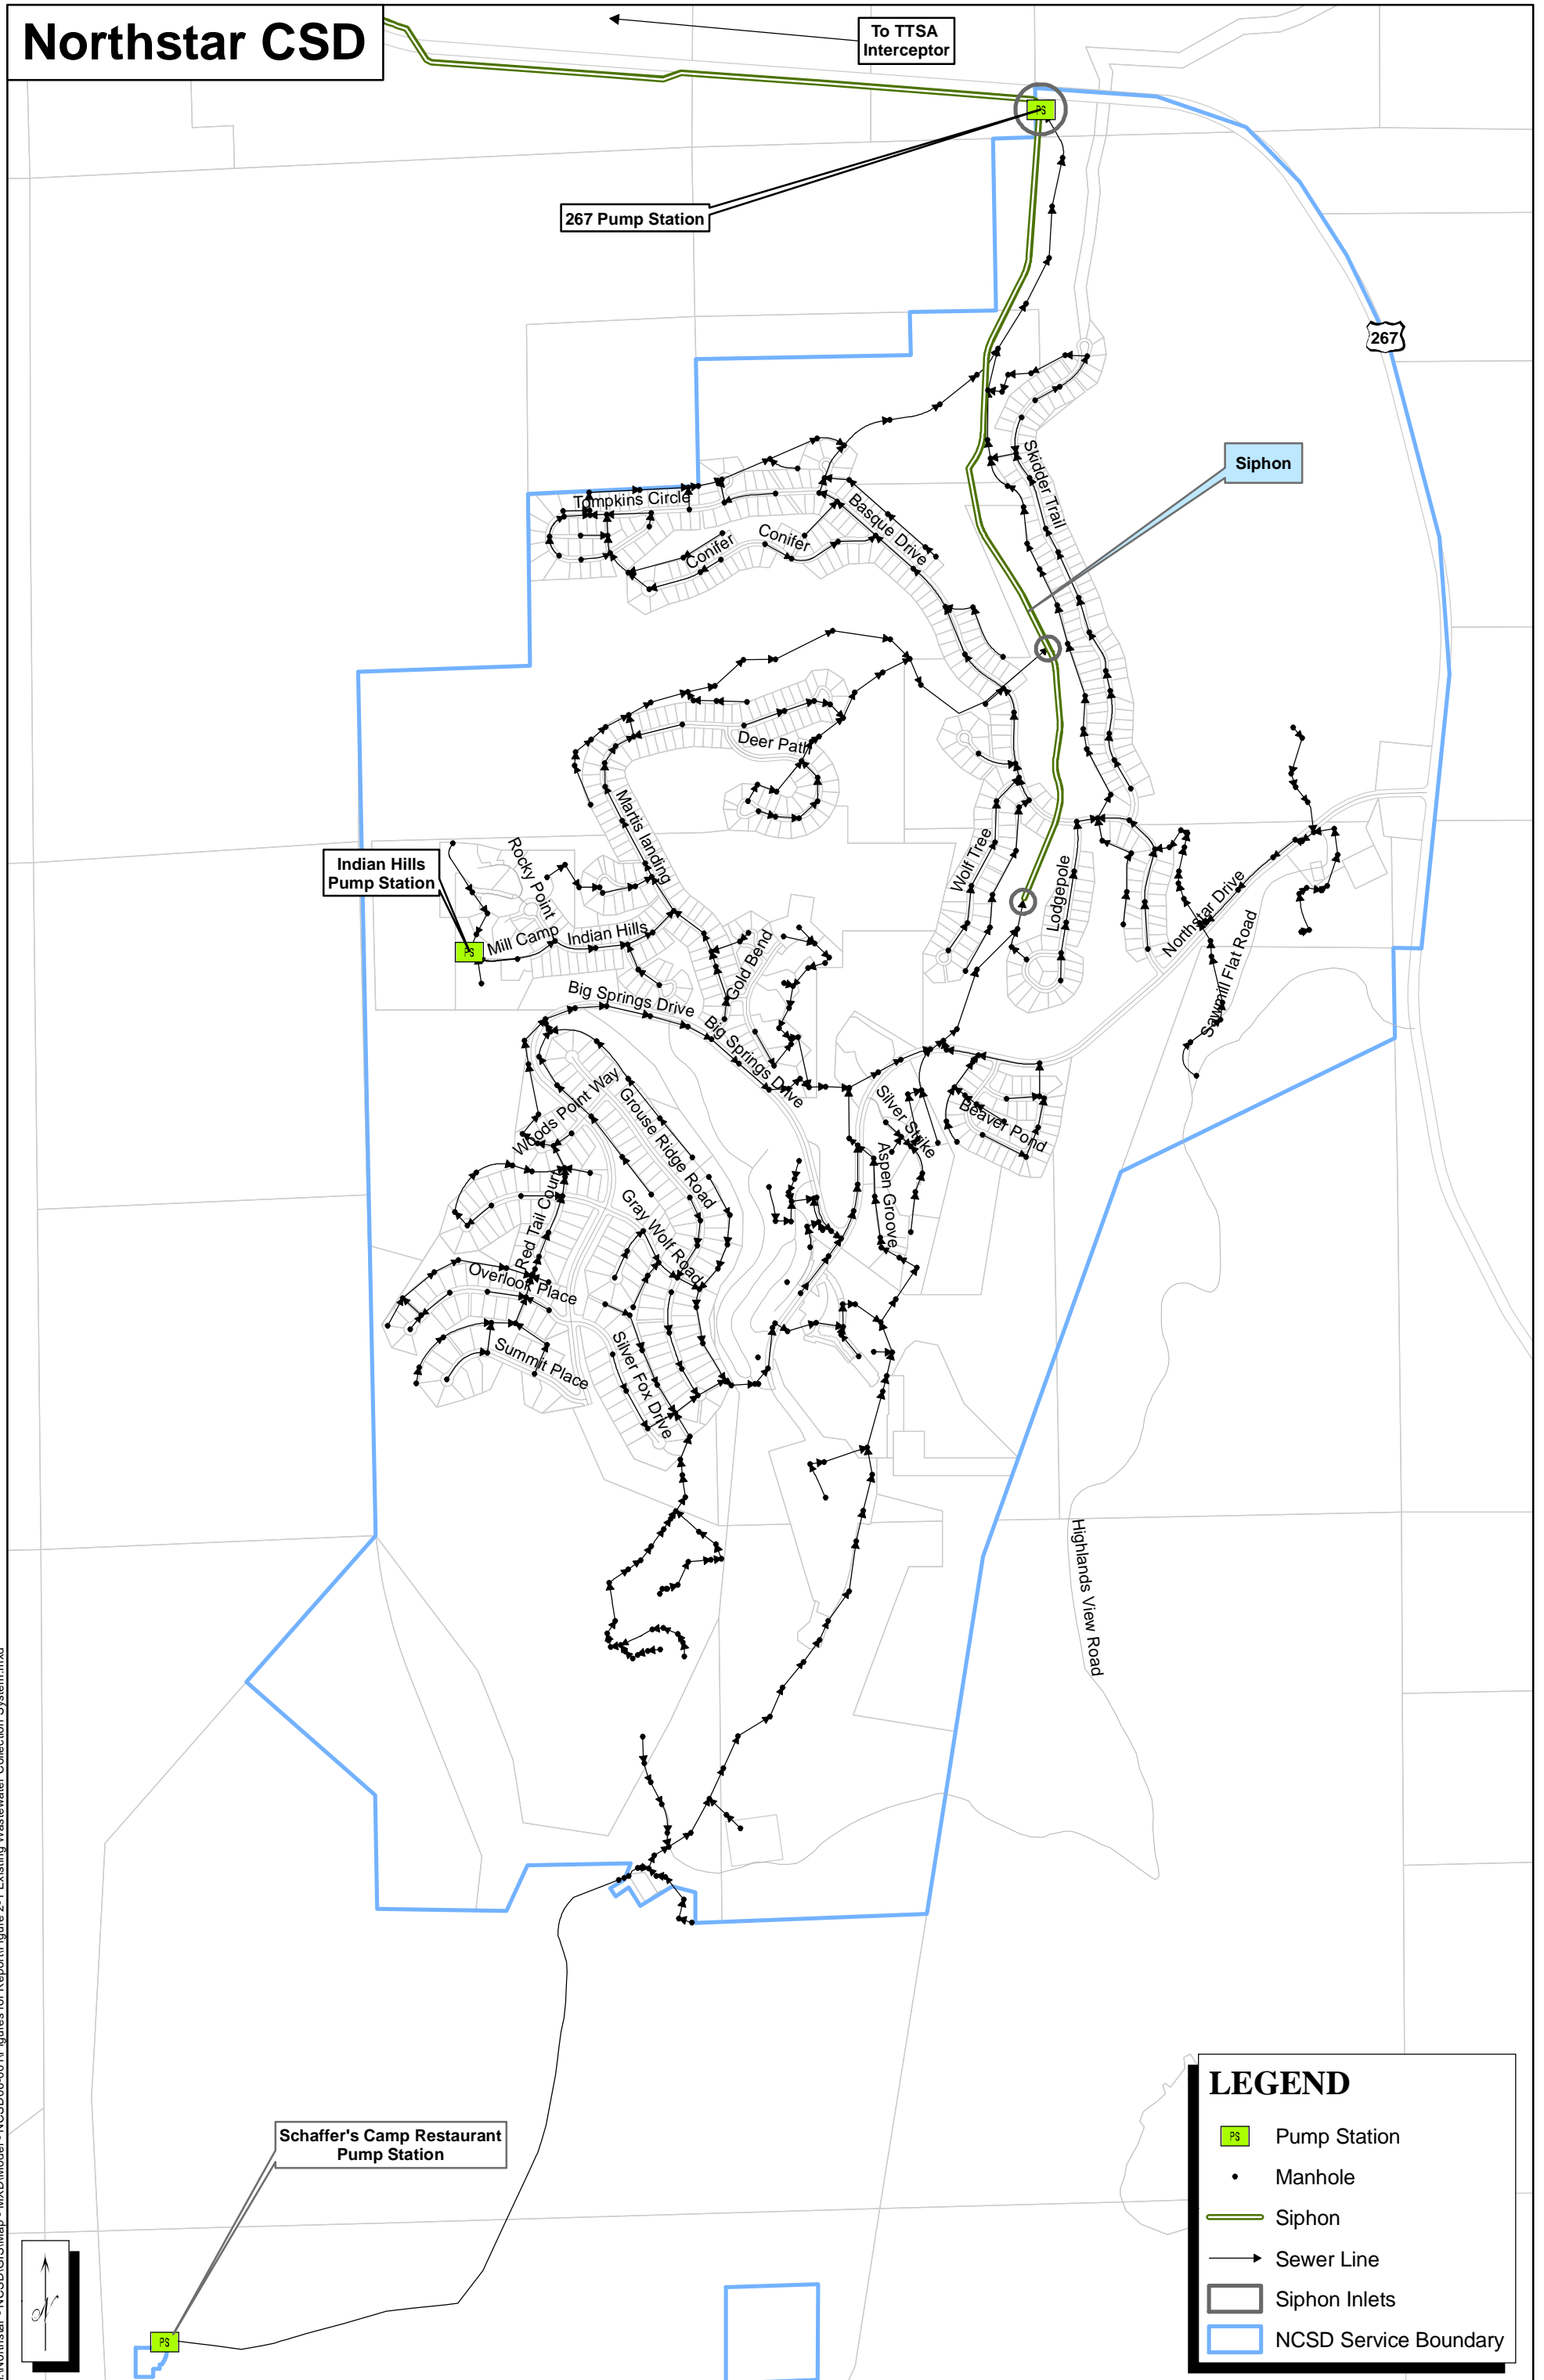 Northstar CSD
To TTSA
Interceptor
PS
267 Pump Station
267
Siphon
Skidder Trail
Tompkins Circle
Basque Drive
Conifer
Conifer
Deer Path
Martis landing
Rocky Point
Indian Hills
Pump Station
Wolf Tree
Lodgepole
Northstar Drive
Sawmill Flat Road
PS
Mill Camp
Indian Hills
Gold Bend
Big Springs Drive
Big Springs Drive
Woods Point Way
Grouse Ridge Road
Silver Strike
Beaver Pond
Aspen Groove
Red Tail Court
Gray Wolf Road
Overlook Place
Summit Place
Silver Fox Drive
Highlands View Road
Schaffer's Camp Restaurant
Pump Station
PS
N
LEGEND
PS Pump Station
Manhole
Siphon
Sewer Line
Siphon Inlets
NCSD Service Boundary